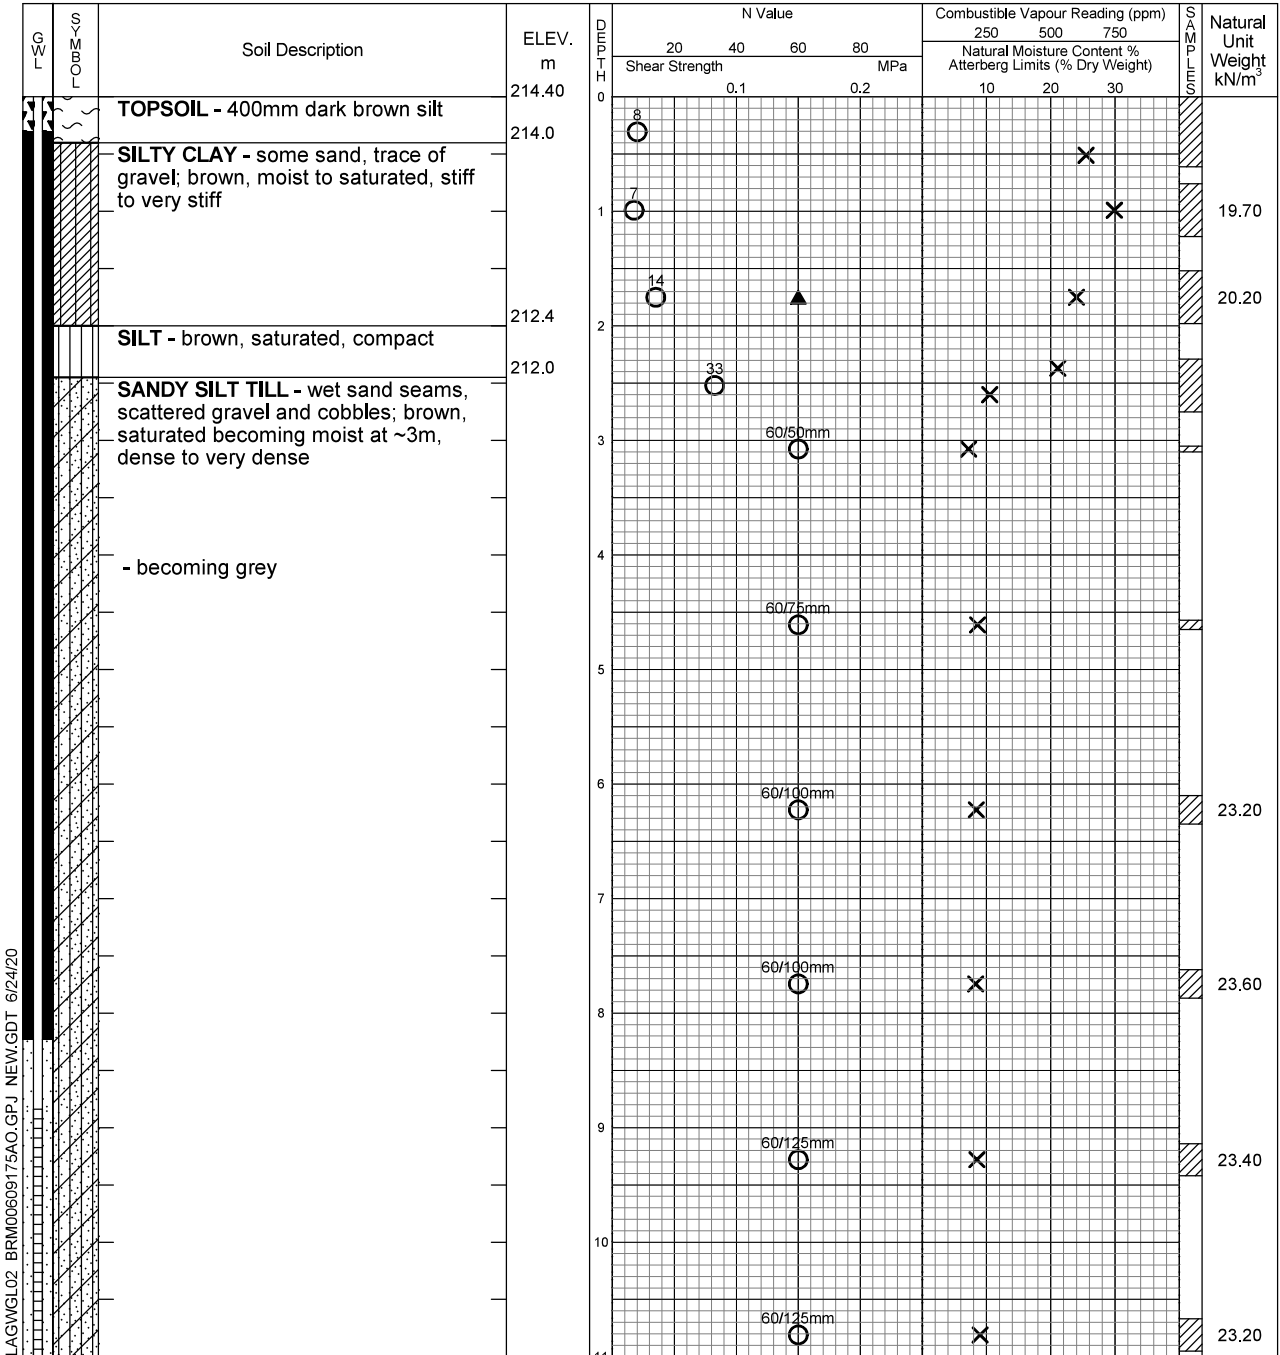 GWL
SYMBOL
Soil Description
ELEV.
m
DEPTH
N Value
20 40 60 80
Shear Strength MPa
0.1 0.2
Combustible Vapour Reading (ppm)
250 500 750
Natural Moisture Content %
Atterberg Limits (% Dry Weight)
10 20 30
SAMPLES
Natural
Unit
Weight
kN/m³
214.40
0
TOPSOIL - 400mm dark brown silt
8
214.0
SILTY CLAY - some sand, trace of
gravel; brown, moist to saturated, stiff
to very stiff
7
1
19.70
14
20.20
212.4
2
SILT - brown, saturated, compact
212.0
33
SANDY SILT TILL - wet sand seams,
scattered gravel and cobbles; brown,
saturated becoming moist at ~3m,
dense to very dense
60/50mm
3
4
- becoming grey
60/75mm
5
6
60/100mm
23.20
7
60/100mm
23.60
8
9
60/125mm
23.40
10
60/125mm
23.20
11
LAGWGL02 BRM00609175AO.GPJ NEW.GDT 6/24/20